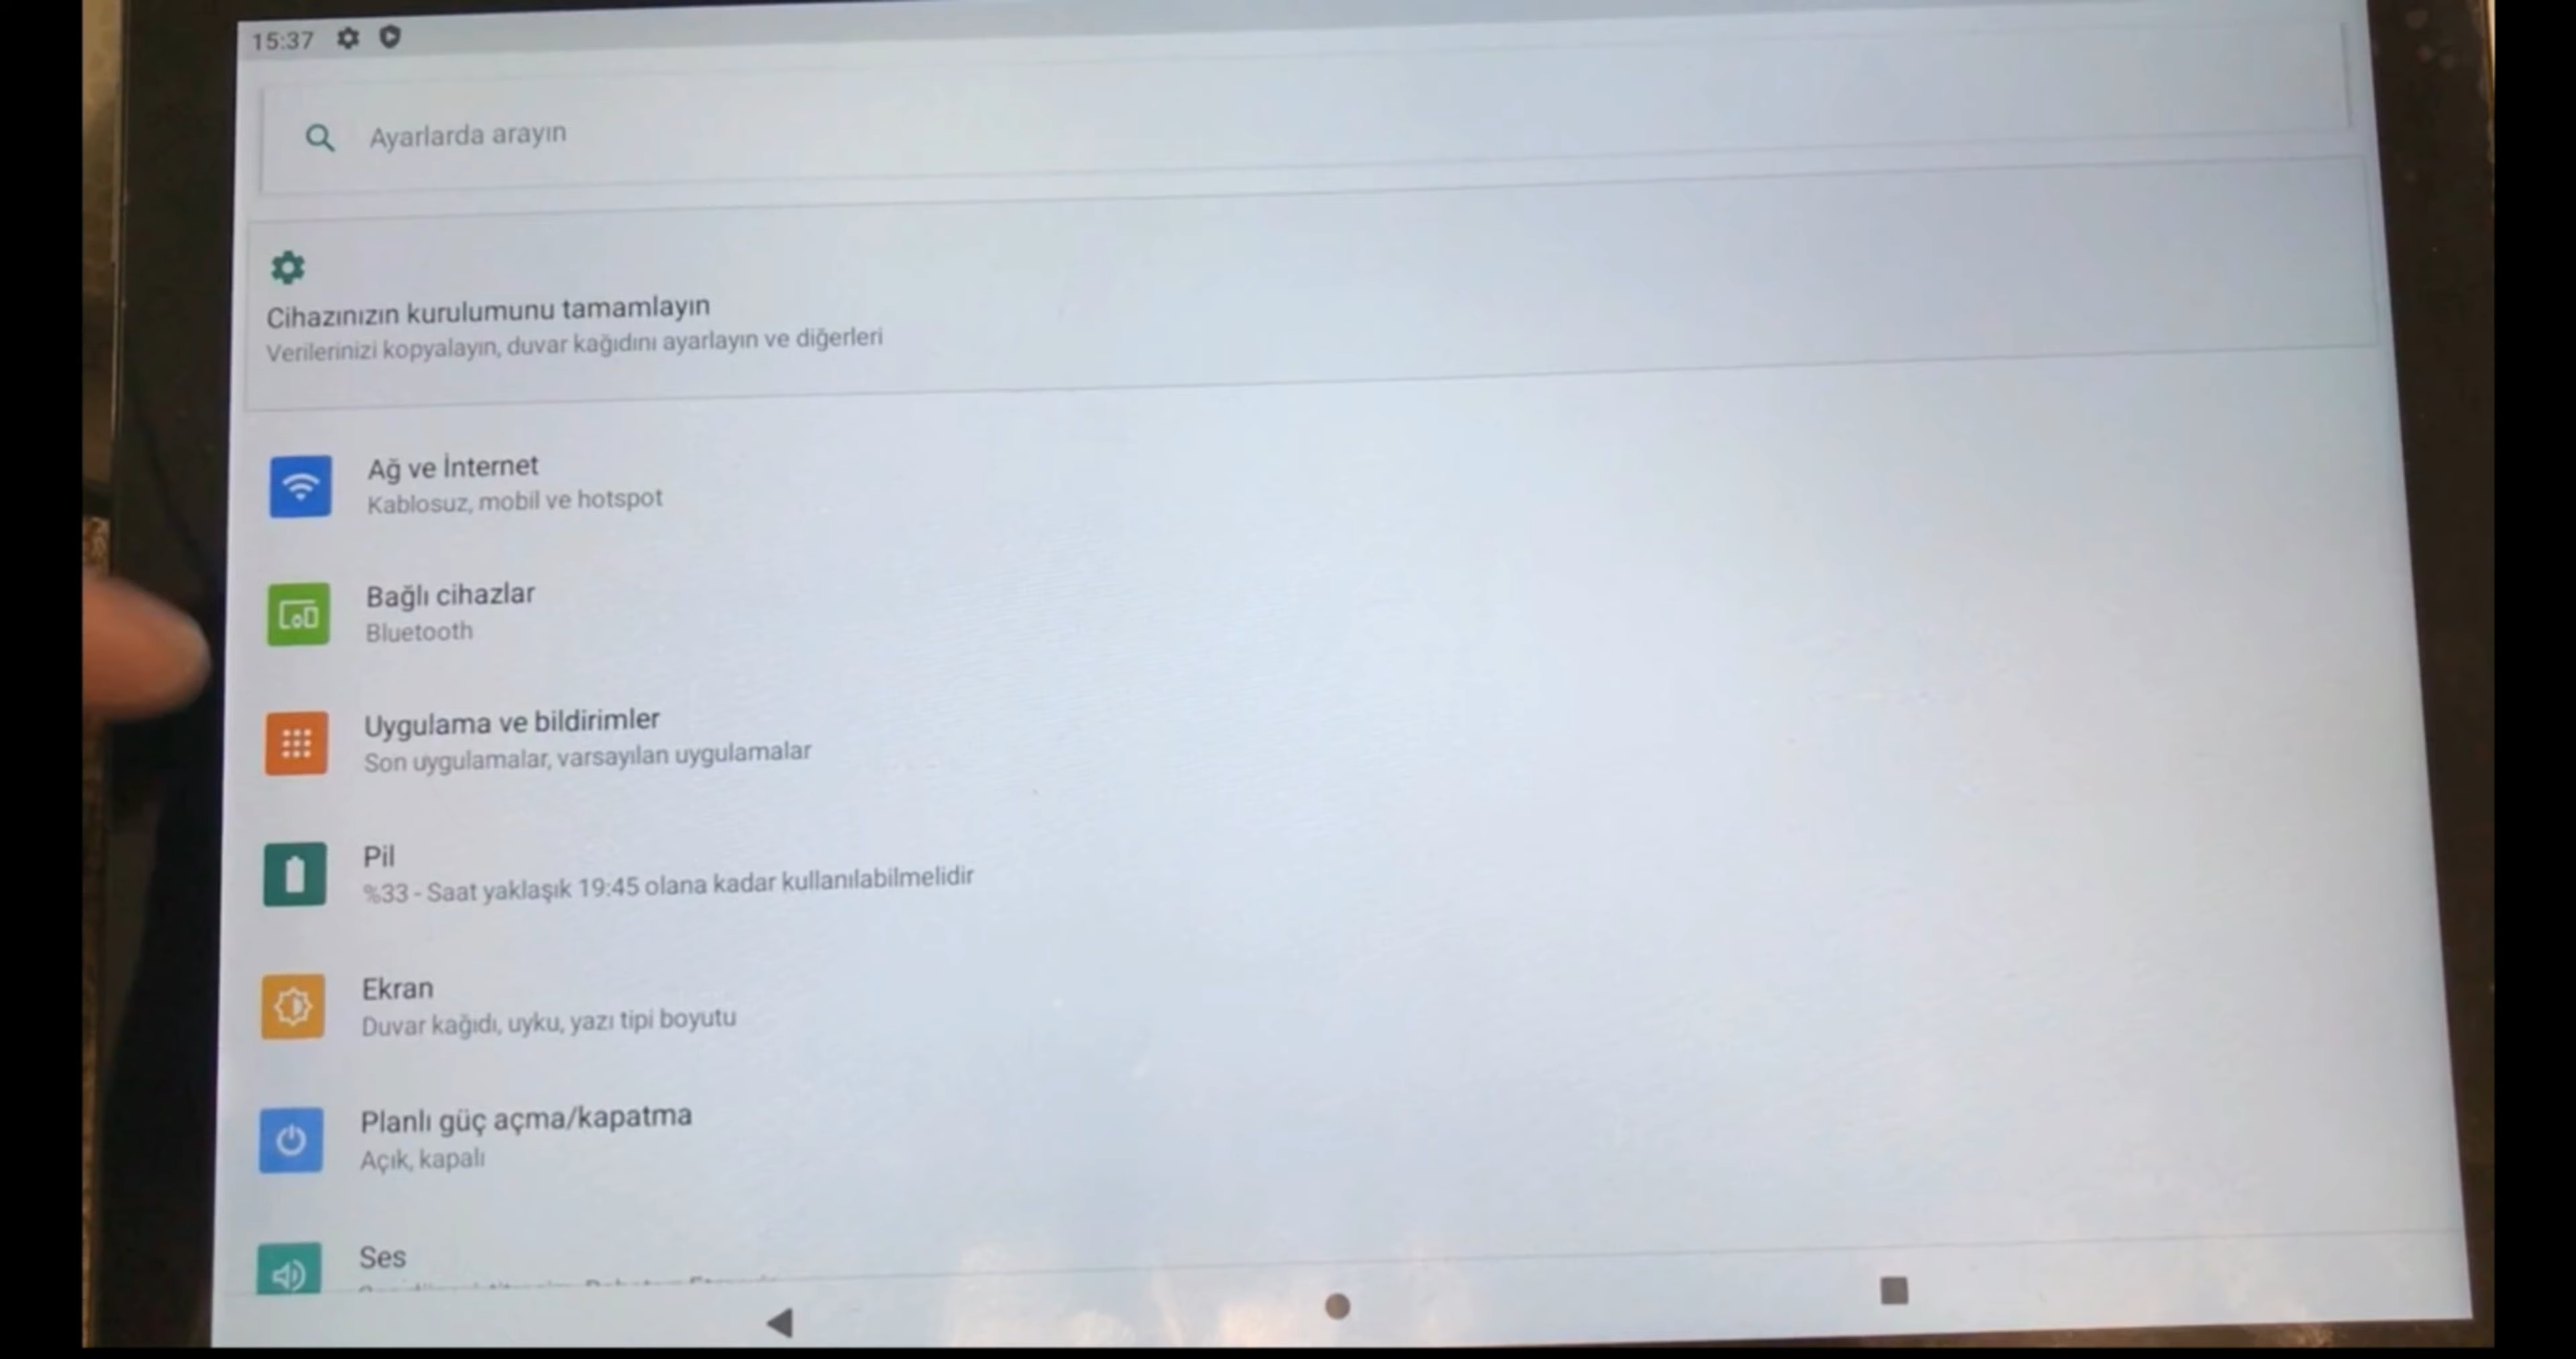 15:37
Ayarlarda arayın
Cihazınızın kurulumunu tamamlayın
Verilerinizi kopyalayın, duvar kağıdını ayarlayın ve diğerleri
Ağ ve İnternet
Kablosuz, mobil ve hotspot
Bağlı cihazlar
Bluetooth
Uygulama ve bildirimler
Son uygulamalar, varsayılan uygulamalar
Pil
%33 - Saat yaklaşık 19:45 olana kadar kullanılabilmelidir
Ekran
Duvar kağıdı, uyku, yazı tipi boyutu
Planlı güç açma/kapatma
Açık, kapalı
Ses